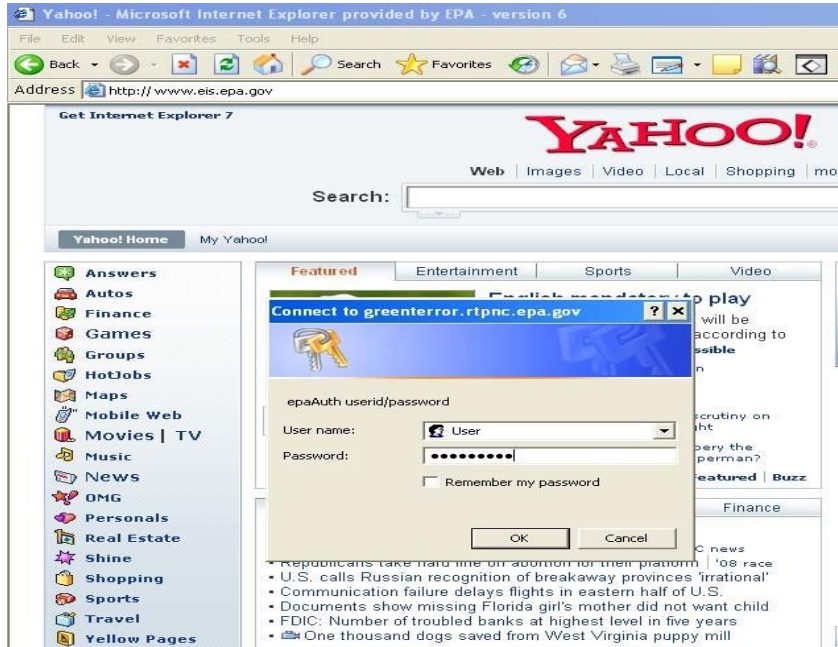 Yahoo! - Microsoft Internet Explorer provided by EPA - version 6
File Edit View Favorites Tools Help
Back Search Favorites
Address http://www.eis.epa.gov
Get Internet Explorer 7
YAHOO!
Web | Images | Video | Local | Shopping | mo
Search:
Yahoo! Home My Yahoo!
Answers
Autos
Finance
Games
Groups
HotJobs
Maps
Mobile Web
Movies | TV
Music
News
OMG
Personals
Real Estate
Shine
Shopping
Sports
Travel
Yellow Pages
Featured Entertainment Sports Video
English mandatory to play
will be
according to
Connect to greenterror.rtpnc.epa.gov
epaAuth userid/password
User name: User
Password: •••••••••
Remember my password
OK Cancel
scrutiny on
perman?
Featured | Buzz
Finance
news
Republicans take hard line on abortion for their platform | '08 race
U.S. calls Russian recognition of breakaway provinces 'irrational'
Communication failure delays flights in eastern half of U.S.
Documents show missing Florida girl's mother did not want child
FDIC: Number of troubled banks at highest level in five years
One thousand dogs saved from West Virginia puppy mill